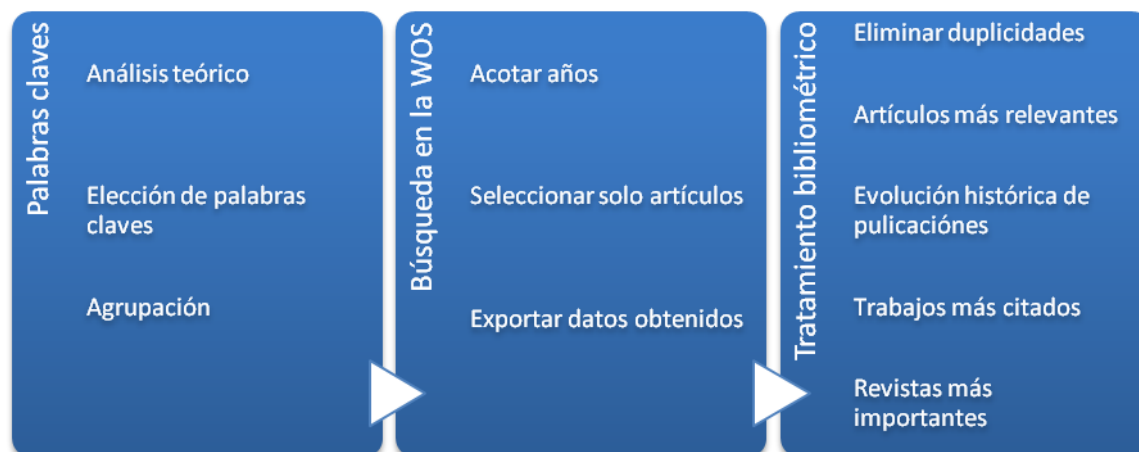 Palabras claves
Análisis teórico
Elección de palabras
claves
Agrupación
Búsqueda en la WOS
Acotar años
Seleccionar solo artículos
Exportar datos obtenidos
Tratamiento bibliométrico
Eliminar duplicidades
Artículos más relevantes
Evolución histórica de
pulicaciónes
Trabajos más citados
Revistas más
importantes